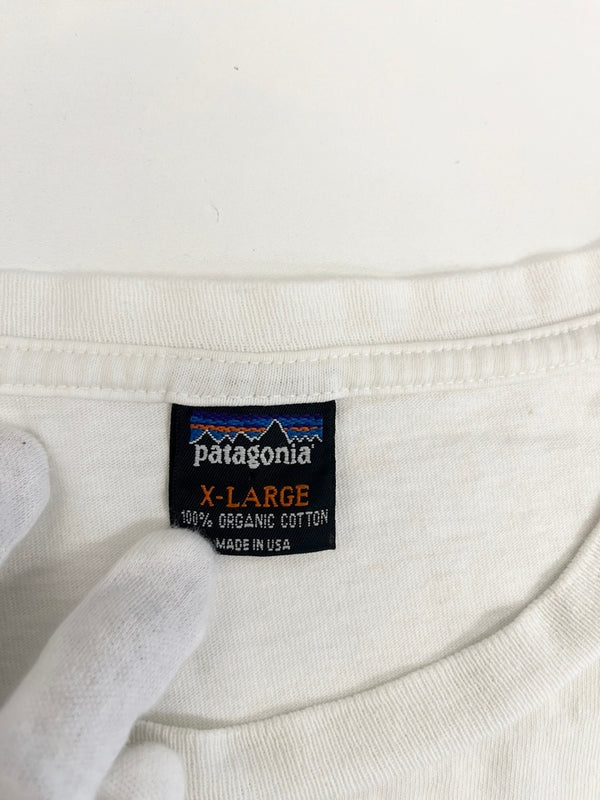 patagonia
X-LARGE
100% ORGANIC COTTON
MADE IN USA